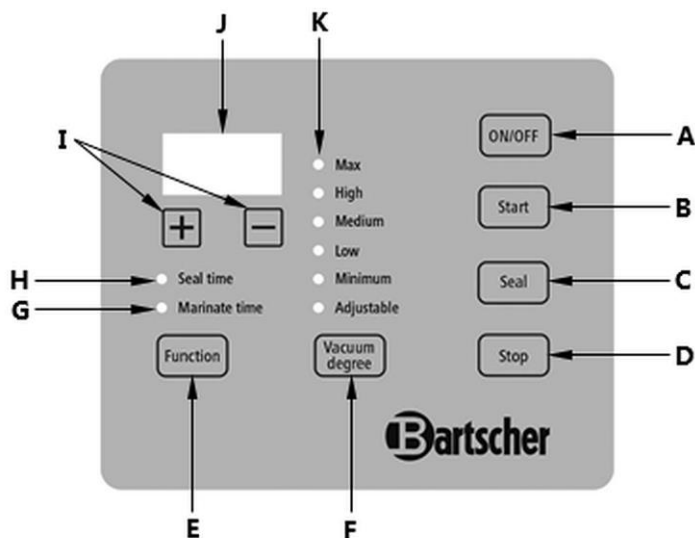 J
K
I
A
ON/OFF
Max
High
B
Start
Medium
+
−
Low
H
Seal time
Minimum
C
Seal
G
Marinate time
Adjustable
Function
Vacuum
degree
D
Stop
Bartscher
E
F